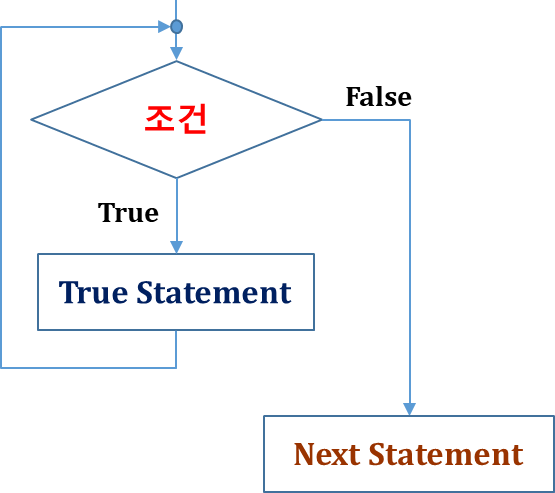 False
조건
True
True Statement
Next Statement